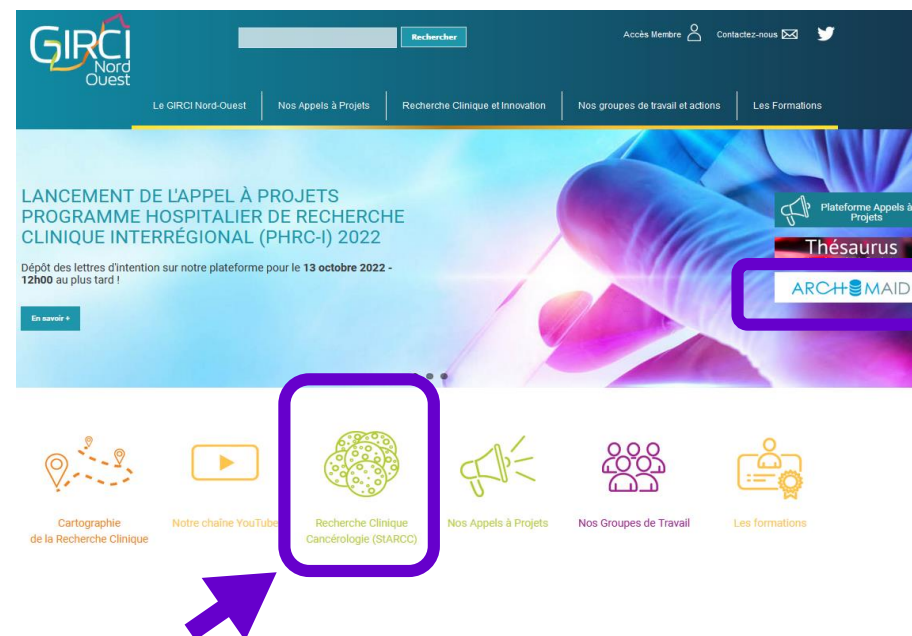 GIRCI
Nord
Ouest
Rechercher
Accès Membre
Contactez-nous
Le GIRCI Nord-Ouest
Nos Appels à Projets
Recherche Clinique et Innovation
Nos groupes de travail et actions
Les Formations
LANCEMENT DE L'APPEL À PROJETS
PROGRAMME HOSPITALIER DE RECHERCHE
CLINIQUE INTERRÉGIONAL (PHRC-I) 2022
Dépôt des lettres d'intention sur notre plateforme pour le 13 octobre 2022 -
12h00 au plus tard !
En savoir +
Plateforme Appels à
Projets
Thésaurus
ARCHMAID
Cartographie
de la Recherche Clinique
Notre chaîne YouTube
Recherche Clinique
Cancérologie (StARCC)
Nos Appels à Projets
Nos Groupes de Travail
Les formations